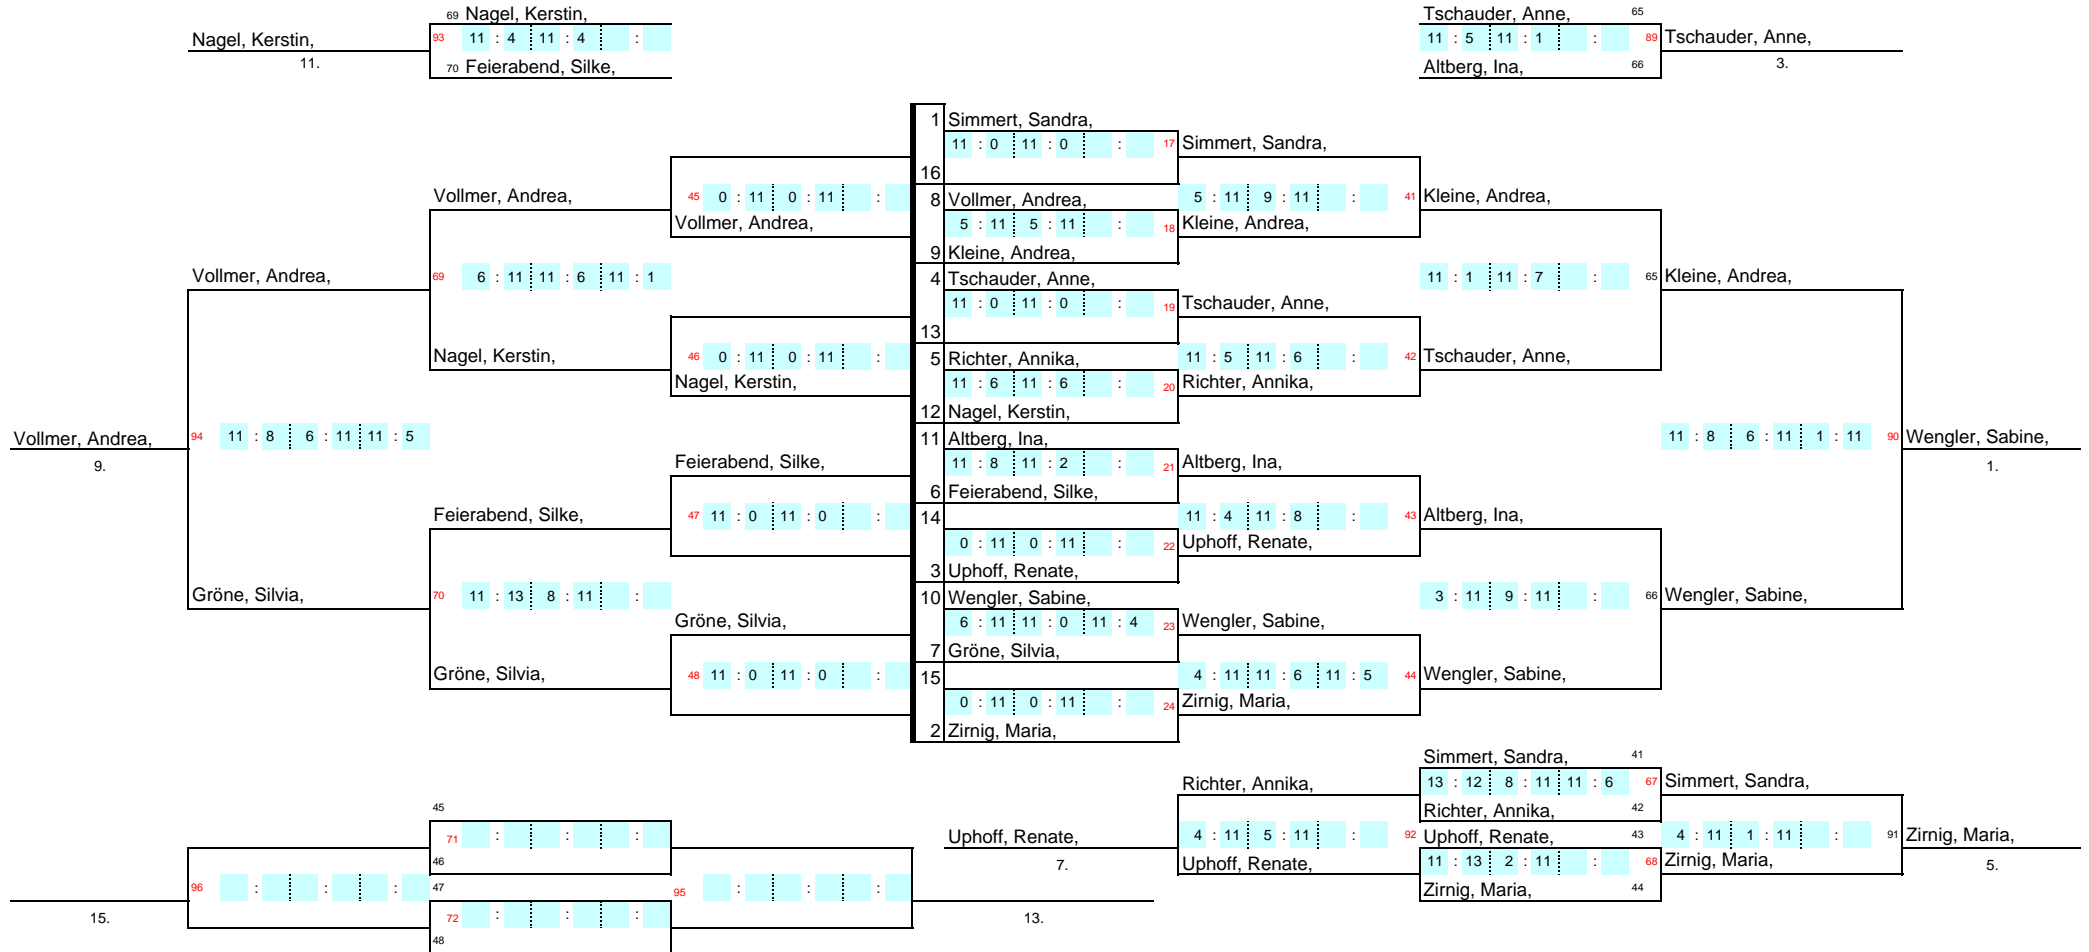 69 Nagel, Kerstin, Tschauder, Anne, 65
Nagel, Kerstin, 93 11 : 4 11 : 4 : 11 : 5 11 : 1 : 89 Tschauder, Anne,
11. 70 Feierabend, Silke, Altberg, Ina, 66 3.
1 Simmert, Sandra,
11 : 0 11 : 0 : 17 Simmert, Sandra,
16
Vollmer, Andrea, 45 0 : 11 0 : 11 : 8 Vollmer, Andrea, 5 : 11 9 : 11 : 41 Kleine, Andrea,
Vollmer, Andrea, 5 : 11 5 : 11 : 18 Kleine, Andrea,
9 Kleine, Andrea,
Vollmer, Andrea, 69 6 : 11 11 : 6 11 : 1 4 Tschauder, Anne, 11 : 1 11 : 7 : 65 Kleine, Andrea,
11 : 0 11 : 0 : 19 Tschauder, Anne,
13
Nagel, Kerstin, 46 0 : 11 0 : 11 : 5 Richter, Annika, 11 : 5 11 : 6 : 42 Tschauder, Anne,
Nagel, Kerstin, 11 : 6 11 : 6 : 20 Richter, Annika,
12 Nagel, Kerstin,
Vollmer, Andrea, 94 11 : 8 6 : 11 11 : 5 11 Altberg, Ina, 11 : 8 6 : 11 1 : 11 90 Wengler, Sabine,
9. Feierabend, Silke, 11 : 8 11 : 2 : 21 Altberg, Ina, 1.
6 Feierabend, Silke,
Feierabend, Silke, 47 11 : 0 11 : 0 : 14 11 : 4 11 : 8 : 43 Altberg, Ina,
0 : 11 0 : 11 : 22 Uphoff, Renate,
3 Uphoff, Renate,
Gröne, Silvia, 70 11 : 13 8 : 11 : 10 Wengler, Sabine, 3 : 11 9 : 11 : 66 Wengler, Sabine,
Gröne, Silvia, 6 : 11 11 : 0 11 : 4 23 Wengler, Sabine,
7 Gröne, Silvia,
Gröne, Silvia, 48 11 : 0 11 : 0 : 15 4 : 11 11 : 6 11 : 5 44 Wengler, Sabine,
0 : 11 0 : 11 : 24 Zirnig, Maria,
2 Zirnig, Maria,
Simmert, Sandra, 41
Richter, Annika, 13 : 12 8 : 11 11 : 6 67 Simmert, Sandra,
45 Richter, Annika, 42
71 : : : Uphoff, Renate, 4 : 11 5 : 11 : 92 Uphoff, Renate, 43 4 : 11 1 : 11 : 91 Zirnig, Maria,
46 7. Uphoff, Renate, 11 : 13 2 : 11 : 68 Zirnig, Maria, 5.
96 : : : 47 95 : : : Zirnig, Maria, 44
15. 72 : : : 13.
48